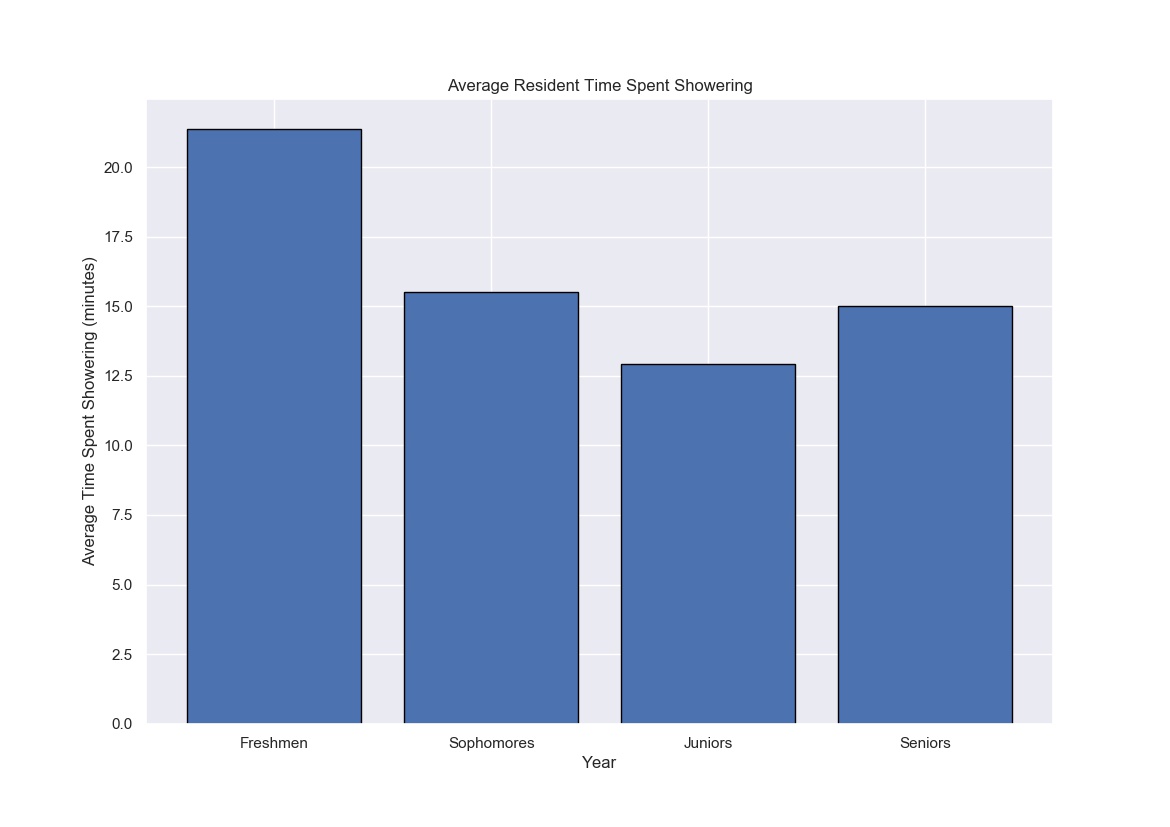 Average Resident Time Spent Showering
20.0
17.5
15.0
12.5
10.0
7.5
5.0
2.5
0.0
Average Time Spent Showering (minutes)
Freshmen
Sophomores
Juniors
Seniors
Year